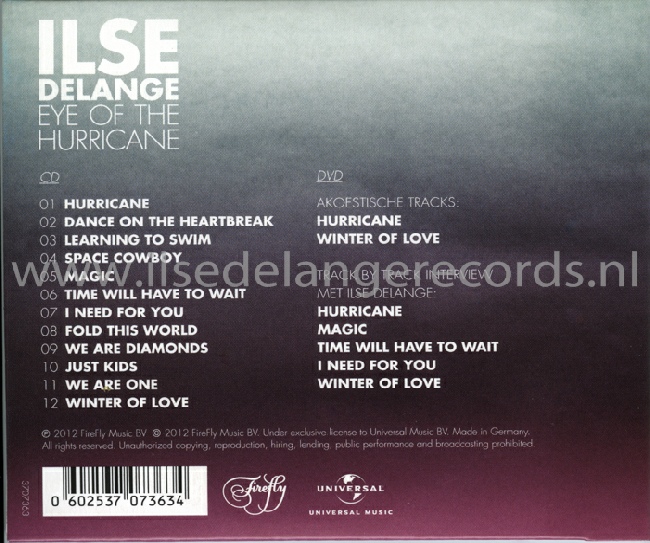 ILSE
DELANGE
EYE OF THE
HURRICANE
CD
01 HURRICANE
02 DANCE ON THE HEARTBREAK
03 LEARNING TO SWIM
04 SPACE COWBOY
05 MAGIC
06 TIME WILL HAVE TO WAIT
07 I NEED FOR YOU
08 FOLD THIS WORLD
09 WE ARE DIAMONDS
10 JUST KIDS
11 WE ARE ONE
12 WINTER OF LOVE
DVD
AKOESTISCHE TRACKS:
HURRICANE
WINTER OF LOVE
TRACK BY TRACK INTERVIEW
MET ILSE DELANGE:
HURRICANE
MAGIC
TIME WILL HAVE TO WAIT
I NEED FOR YOU
WINTER OF LOVE
www.ilsedelangerecords.nl
℗ 2012 FireFly Music BV © 2012 FireFly Music BV. Under exclusive license to Universal Music BV. Made in Germany.
All rights reserved. Unauthorized copying, reproduction, hiring, lending, public performance and broadcasting prohibited.
0 602537 073634
Firefly
UNIVERSAL
UNIVERSAL MUSIC